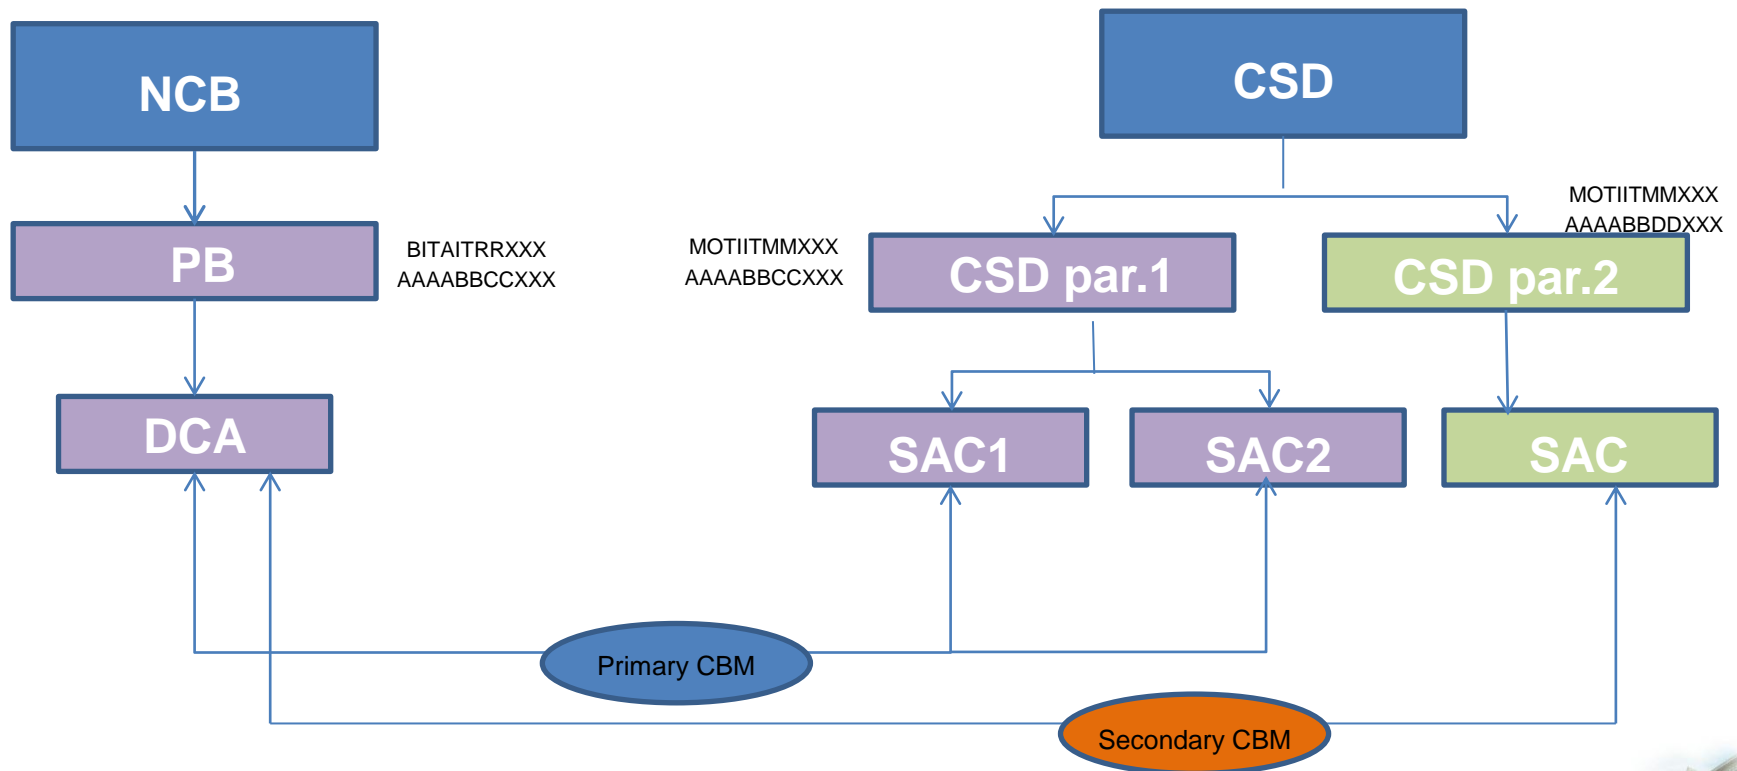 NCB
CSD
MOTIITMMXXX
AAAABBDDXXX
PB
BITAITRRXXX
AAAABBCCXXX
MOTIITMMXXX
AAAABBCCXXX
CSD par.1
CSD par.2
DCA
SAC1
SAC2
SAC
Primary CBM
Secondary CBM